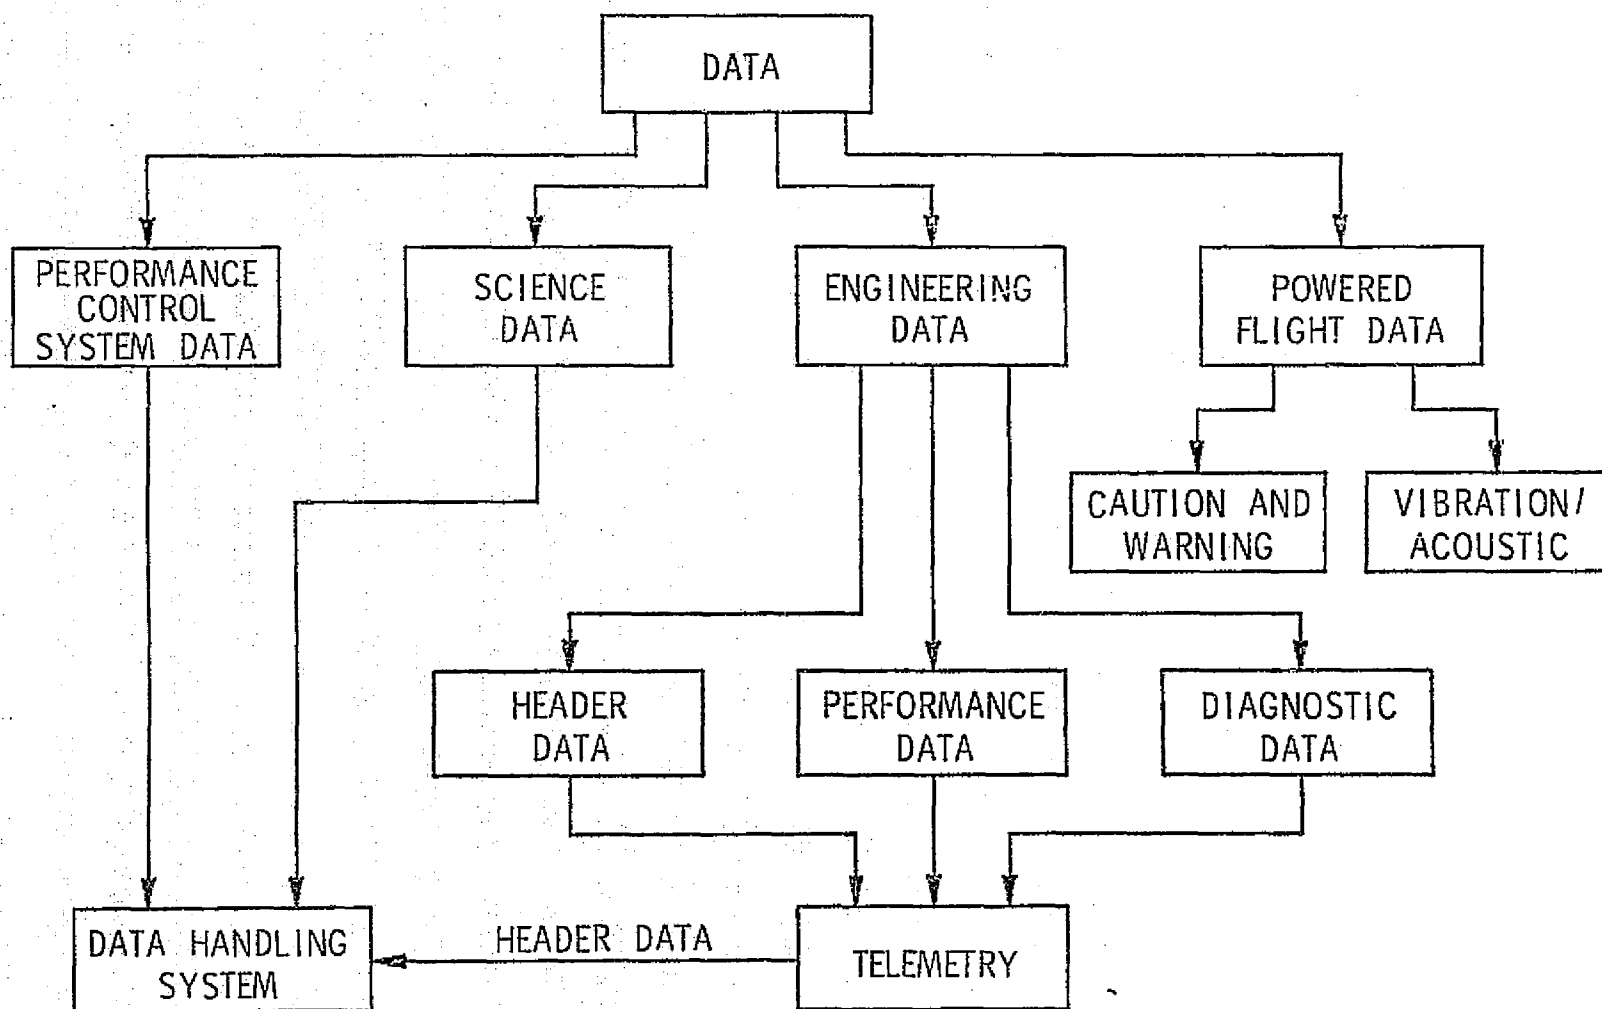 DATA
PERFORMANCE
CONTROL
SYSTEM DATA
SCIENCE
DATA
ENGINEERING
DATA
POWERED
FLIGHT DATA
CAUTION AND
WARNING
VIBRATION/
ACOUSTIC
HEADER
DATA
PERFORMANCE
DATA
DIAGNOSTIC
DATA
DATA HANDLING
SYSTEM
HEADER DATA
TELEMETRY